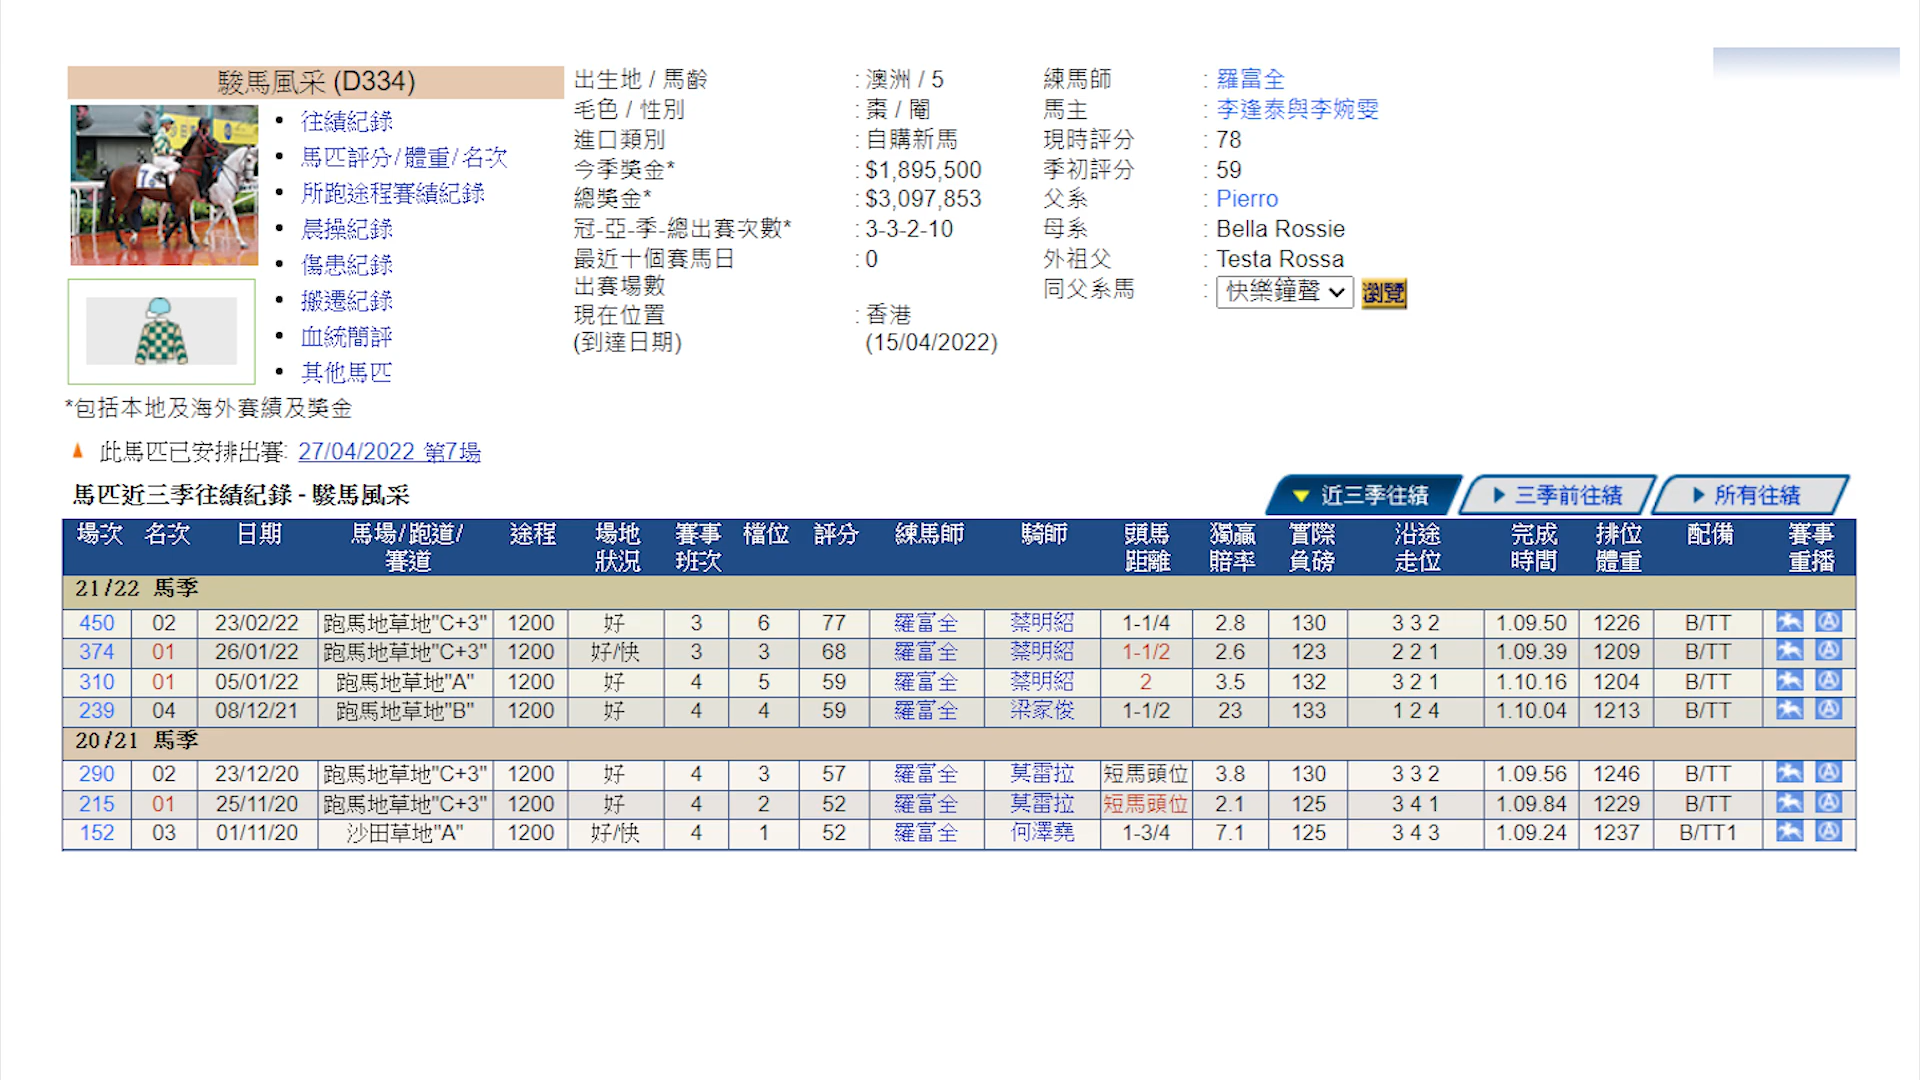 駿馬風采 (D334)
• 往績紀錄
• 馬匹評分/體重/名次
• 所跑途程賽績紀錄
• 晨操紀錄
• 傷患紀錄
• 搬遷紀錄
• 血統簡評
• 其他馬匹
出生地 / 馬齡 : 澳洲 / 5
毛色 / 性別 : 棗 / 閹
進口類別 : 自購新馬
今季獎金* : $1,895,500
總獎金* : $3,097,853
冠-亞-季-總出賽次數* : 3-3-2-10
最近十個賽馬日 : 0
出賽場數
現在位置 : 香港
(到達日期) (15/04/2022)
練馬師 : 羅富全
馬主 : 李逢泰與李婉雯
現時評分 : 78
季初評分 : 59
父系 : Pierro
母系 : Bella Rossie
外祖父 : Testa Rossa
同父系馬 : 快樂鐘聲 瀏覽
*包括本地及海外賽績及獎金
此馬匹已安排出賽: 27/04/2022 第7場
馬匹近三季往績紀錄 - 駿馬風采
近三季往績 三季前往績 所有往績
場次 名次 日期 馬場/跑道/ 途程 場地 賽事 檔位 評分 練馬師 騎師 頭馬 獨贏 實際 沿途 完成 排位 配備 賽事
賽道 狀況 班次 距離 賠率 負磅 走位 時間 體重 重播
21/22 馬季
450 02 23/02/22 跑馬地草地"C+3" 1200 好 3 6 77 羅富全 蔡明紹 1-1/4 2.8 130 3 3 2 1.09.50 1226 B/TT
374 01 26/01/22 跑馬地草地"C+3" 1200 好/快 3 3 68 羅富全 蔡明紹 1-1/2 2.6 123 2 2 1 1.09.39 1209 B/TT
310 01 05/01/22 跑馬地草地"A" 1200 好 4 5 59 羅富全 蔡明紹 2 3.5 132 3 2 1 1.10.16 1204 B/TT
239 04 08/12/21 跑馬地草地"B" 1200 好 4 4 59 羅富全 梁家俊 1-1/2 23 133 1 2 4 1.10.04 1213 B/TT
20/21 馬季
290 02 23/12/20 跑馬地草地"C+3" 1200 好 4 3 57 羅富全 莫雷拉 短馬頭位 3.8 130 3 3 2 1.09.56 1246 B/TT
215 01 25/11/20 跑馬地草地"C+3" 1200 好 4 2 52 羅富全 莫雷拉 短馬頭位 2.1 125 3 4 1 1.09.84 1229 B/TT
152 03 01/11/20 沙田草地"A" 1200 好/快 4 1 52 羅富全 何澤堯 1-3/4 7.1 125 3 4 3 1.09.24 1237 B/TT1